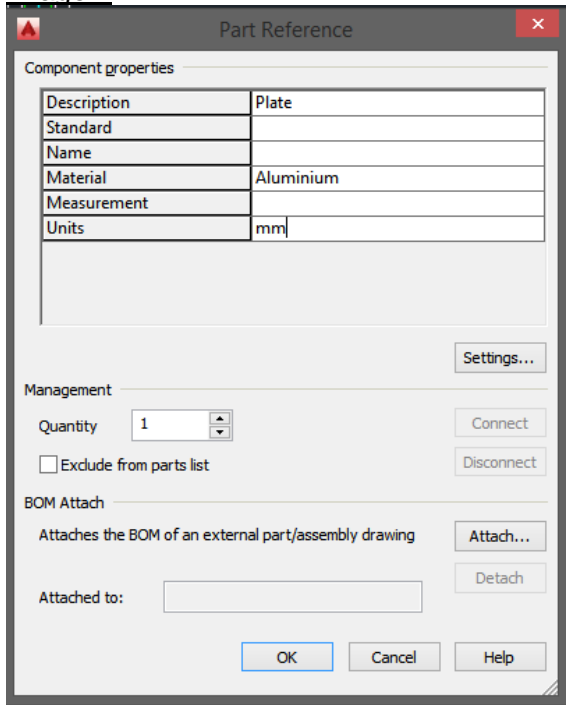 Part Reference
Component properties
Description Plate
Standard
Name
Material Aluminium
Measurement
Units mm
Settings...
Management
Quantity 1 Connect
Exclude from parts list Disconnect
BOM Attach
Attaches the BOM of an external part/assembly drawing Attach...
Detach
Attached to:
OK Cancel Help